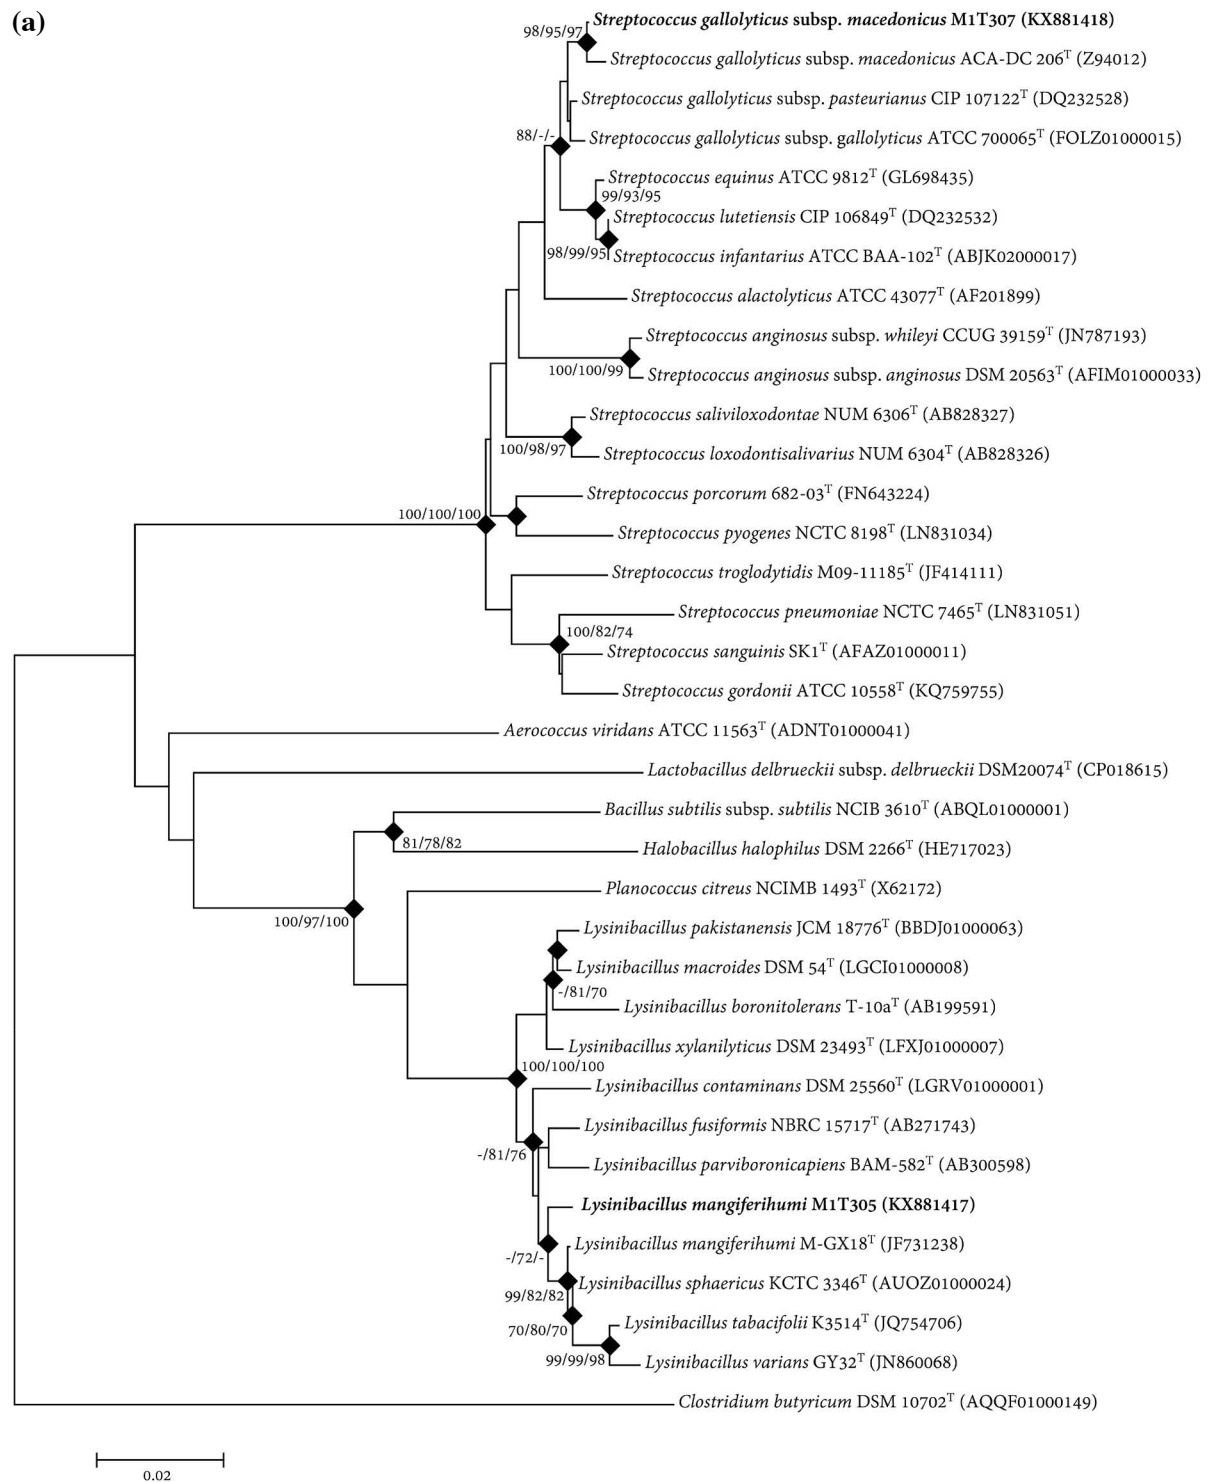 (a)
Streptococcus gallolyticus subsp. macedonicus M1T307 (KX881418)
98/95/97
Streptococcus gallolyticus subsp. macedonicus ACA-DC 206T (Z94012)
Streptococcus gallolyticus subsp. pasteurianus CIP 107122T (DQ232528)
88/-/-
Streptococcus gallolyticus subsp. gallolyticus ATCC 700065T (FOLZ01000015)
Streptococcus equinus ATCC 9812T (GL698435)
99/93/95
Streptococcus lutetiensis CIP 106849T (DQ232532)
98/99/95
Streptococcus infantarius ATCC BAA-102T (ABJK02000017)
Streptococcus alactolyticus ATCC 43077T (AF201899)
Streptococcus anginosus subsp. whileyi CCUG 39159T (JN787193)
100/100/99
Streptococcus anginosus subsp. anginosus DSM 20563T (AFIM01000033)
Streptococcus saliviloxodontae NUM 6306T (AB828327)
100/98/97
Streptococcus loxodontisalivarius NUM 6304T (AB828326)
Streptococcus porcorum 682-03T (FN643224)
100/100/100
Streptococcus pyogenes NCTC 8198T (LN831034)
Streptococcus troglodytidis M09-11185T (JF414111)
Streptococcus pneumoniae NCTC 7465T (LN831051)
100/82/74
Streptococcus sanguinis SK1T (AFAZ01000011)
Streptococcus gordonii ATCC 10558T (KQ759755)
Aerococcus viridans ATCC 11563T (ADNT01000041)
Lactobacillus delbrueckii subsp. delbrueckii DSM20074T (CP018615)
Bacillus subtilis subsp. subtilis NCIB 3610T (ABQL01000001)
81/78/82
Halobacillus halophilus DSM 2266T (HE717023)
Planococcus citreus NCIMB 1493T (X62172)
100/97/100
Lysinibacillus pakistanensis JCM 18776T (BBDJ01000063)
Lysinibacillus macroides DSM 54T (LGCI01000008)
-/81/70
Lysinibacillus boronitolerans T-10aT (AB199591)
Lysinibacillus xylanilyticus DSM 23493T (LFXJ01000007)
100/100/100
Lysinibacillus contaminans DSM 25560T (LGRV01000001)
Lysinibacillus fusiformis NBRC 15717T (AB271743)
-/81/76
Lysinibacillus parviboronicapiens BAM-582T (AB300598)
Lysinibacillus mangiferihumi M1T305 (KX881417)
Lysinibacillus mangiferihumi M-GX18T (JF731238)
-/72/-
Lysinibacillus sphaericus KCTC 3346T (AUOZ01000024)
99/82/82
Lysinibacillus tabacifolii K3514T (JQ754706)
70/80/70
Lysinibacillus varians GY32T (JN860068)
99/99/98
Clostridium butyricum DSM 10702T (AQQF01000149)
0.02